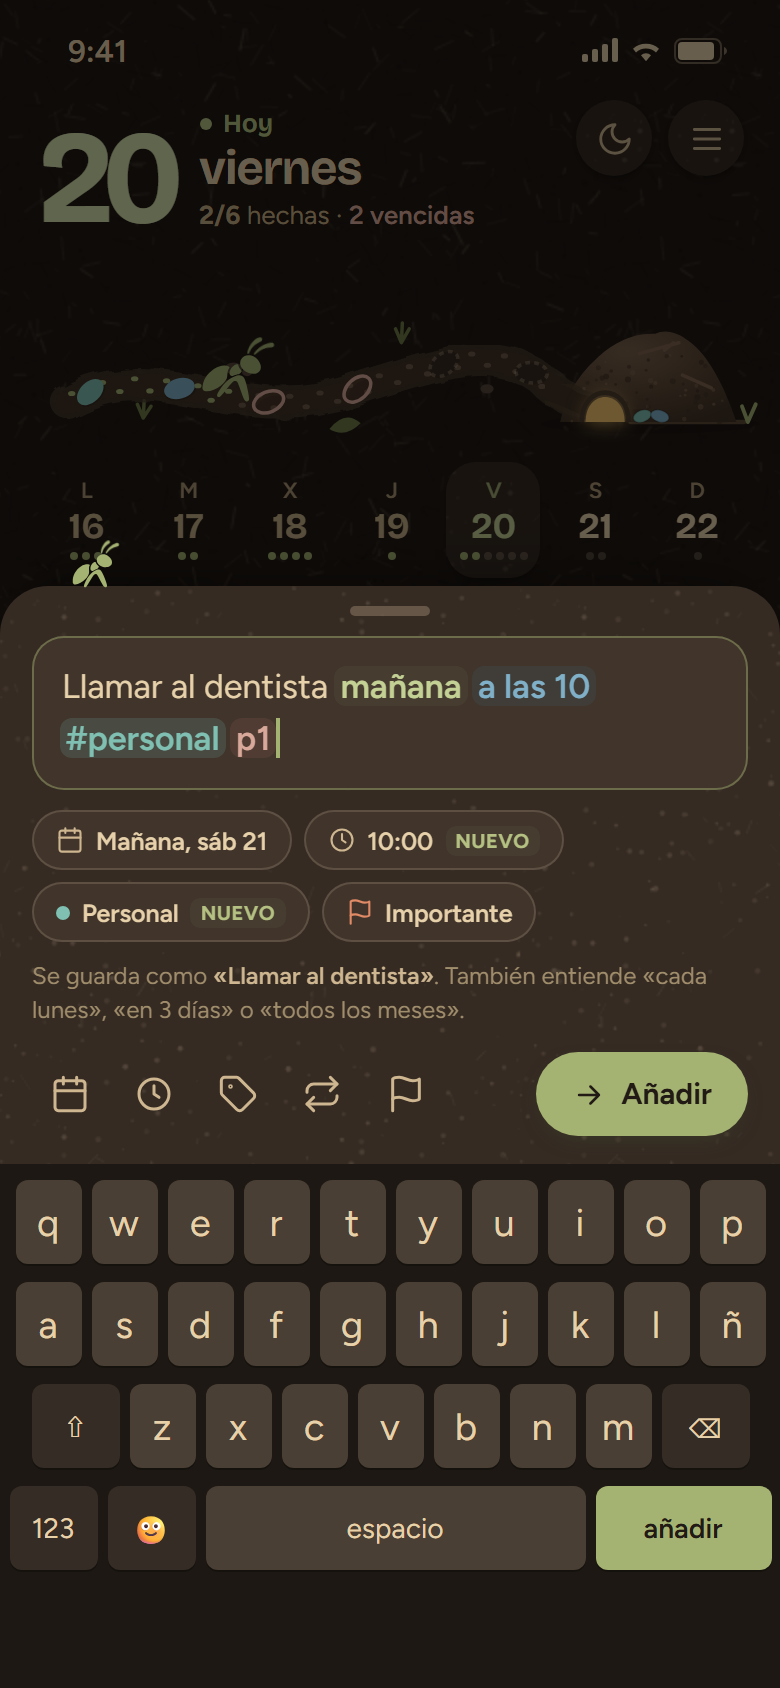 9:41
20
Hoy
viernes
2/6 hechas · 2 vencidas
L M X J V S D
16 17 18 19 20 21 22
Llamar al dentista mañana a las 10
#personal p1
Mañana, sáb 21
10:00 NUEVO
Personal NUEVO
Importante
Se guarda como «Llamar al dentista». También entiende «cada
lunes», «en 3 días» o «todos los meses».
→ Añadir
q w e r t y u i o p
a s d f g h j k l ñ
⇧ z x c v b n m ⌫
123 espacio añadir